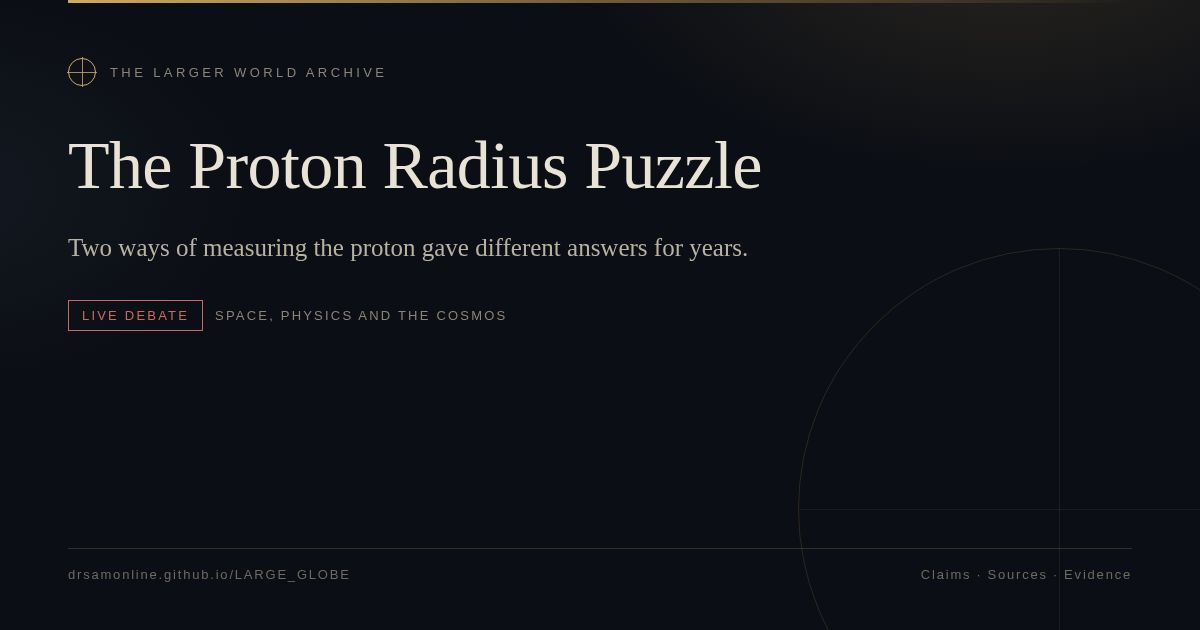 THE LARGER WORLD ARCHIVE
The Proton Radius Puzzle
Two ways of measuring the proton gave different answers for years.
LIVE DEBATE SPACE, PHYSICS AND THE COSMOS
drsamonline.github.io/LARGE_GLOBE Claims · Sources · Evidence